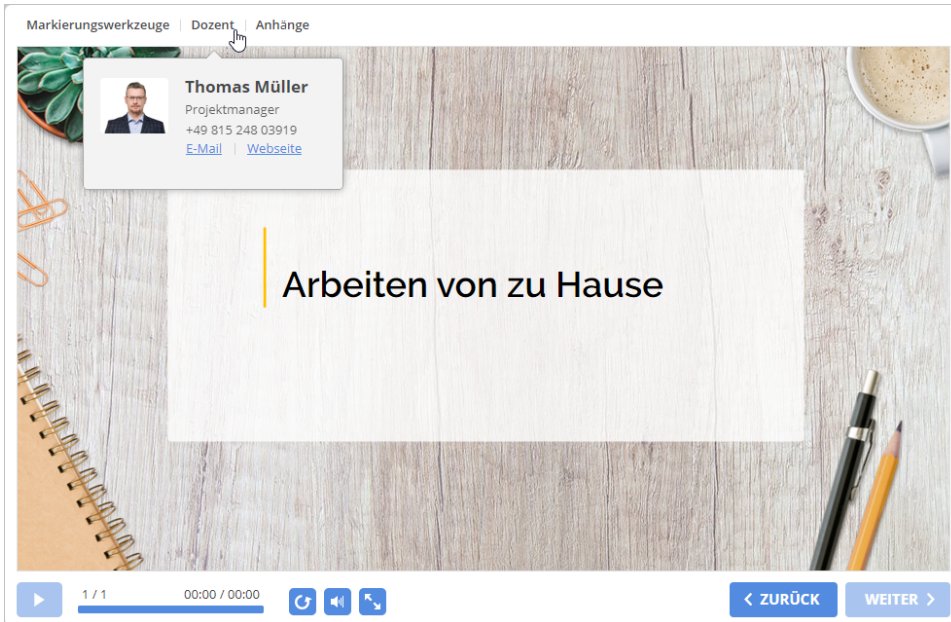 Markierungswerkzeuge | Dozent | Anhänge
Thomas Müller
Projektmanager
+49 815 248 03919
E-Mail | Webseite
Arbeiten von zu Hause
1 / 1 00:00 / 00:00
ZURÜCK WEITER